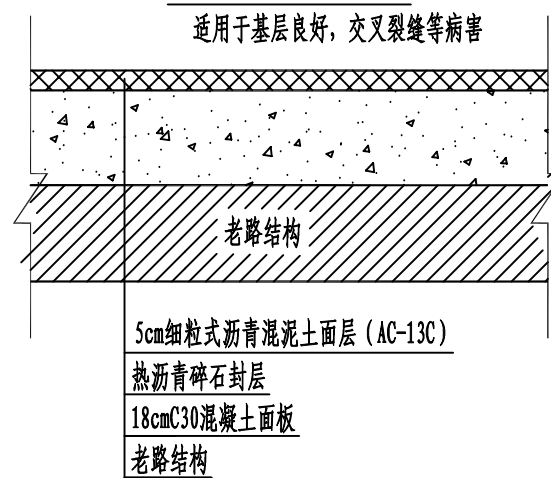 适用于基层良好，交叉裂缝等病害
老路结构
5cm细粒式沥青混泥土面层（AC-13C）
热沥青碎石封层
18cmC30混凝土面板
老路结构